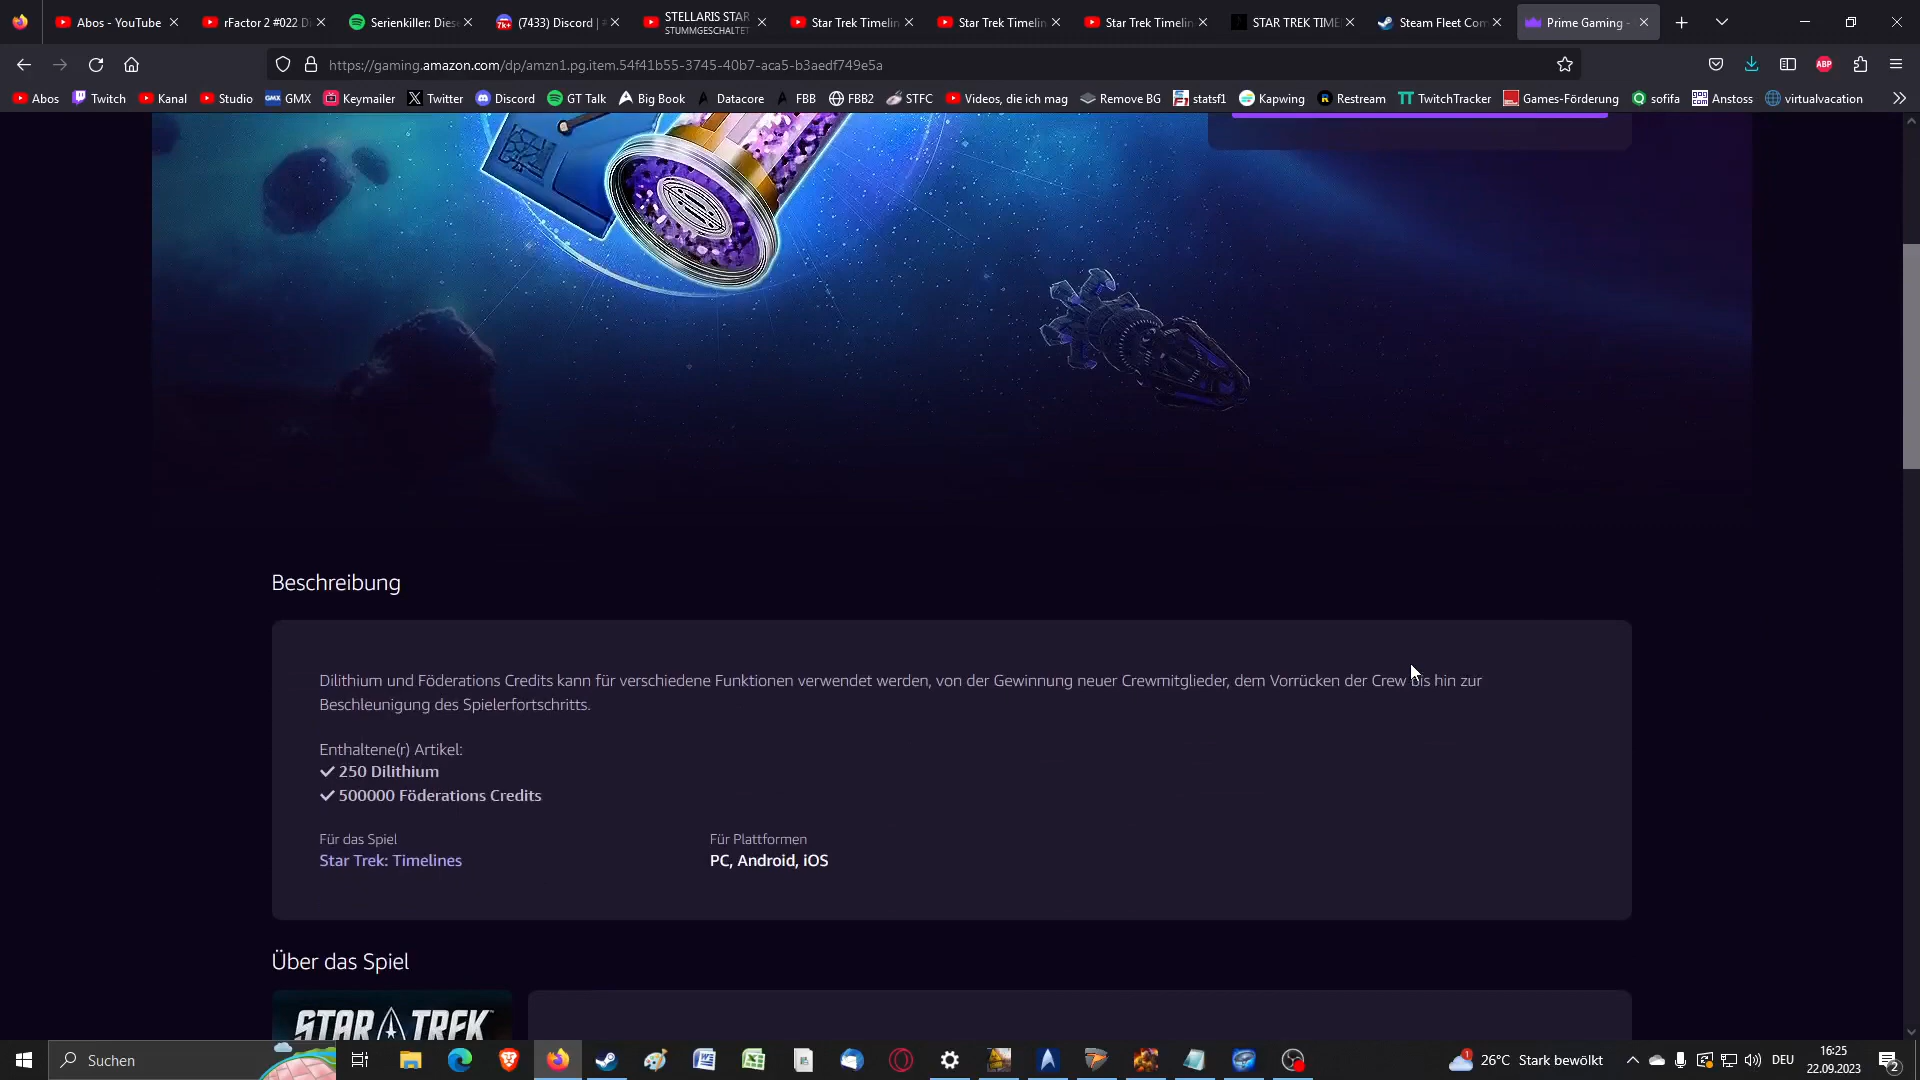 Abos - YouTube
rFactor 2 #022 D
Serienkiller: Dies
(7433) Discord | #
STELLARIS STAR
STUMMGESCHALTET
Star Trek Timelin
Star Trek Timelin
Star Trek Timelin
STAR TREK TIME
Steam Fleet Com
Prime Gaming -
https://gaming.amazon.com/dp/amzn1.pg.item.54f41b55-3745-40b7-aca5-b3aedf749e5a
ABP
Abos
Twitch
Kanal
Studio
GMX
Keymailer
Twitter
Discord
GT Talk
Big Book
Datacore
FBB
FBB2
STFC
Videos, die ich mag
Remove BG
statsf1
Kapwing
Restream
TwitchTracker
Games-Förderung
sofifa
Anstoss
virtualvacation
Beschreibung
Dilithium und Föderations Credits kann für verschiedene Funktionen verwendet werden, von der Gewinnung neuer Crewmitglieder, dem Vorrücken der Crew bis hin zur
Beschleunigung des Spielerfortschritts.
Enthaltene(r) Artikel:
250 Dilithium
500000 Föderations Credits
Für das Spiel
Star Trek: Timelines
Für Plattformen
PC, Android, iOS
Über das Spiel
STAR TREK
Suchen
26°C Stark bewölkt
DEU
16:25
22.09.2023
2